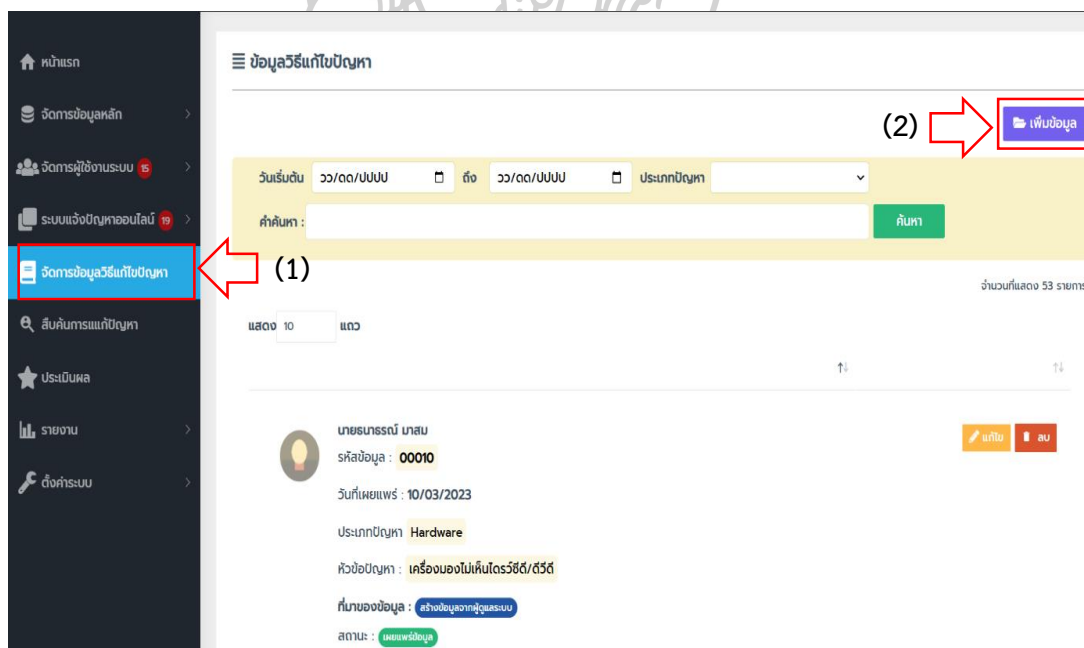 หน้าแรก
จัดการข้อมูลหลัก
จัดการผู้ใช้งานระบบ 15
ระบบแจ้งปัญหาออนไลน์ 19
จัดการข้อมูลวิธีแก้ไขปัญหา
(1)
สืบค้นการแแก้ปัญหา
ประเมินผล
รายงาน
ตั้งค่าระบบ
ข้อมูลวิธีแก้ไขปัญหา
(2)
เพิ่มข้อมูล
วันเริ่มต้น วว/ดด/ปปปป ถึง วว/ดด/ปปปป ประเภทปัญหา
คำค้นหา : ค้นหา
จำนวนที่แสดง 53 รายการ
แสดง 10 แถว
นายธนาธรณ์ มาสม
แก้ไข ลบ
รหัสข้อมูล : 00010
วันที่เผยแพร่ : 10/03/2023
ประเภทปัญหา Hardware
หัวข้อปัญหา : เครื่องมองไม่เห็นไดรว์ซีดี/ดีวีดี
ที่มาของข้อมูล : สร้างข้อมูลจากผู้ดูแลระบบ
สถานะ : เผยแพร่ข้อมูล